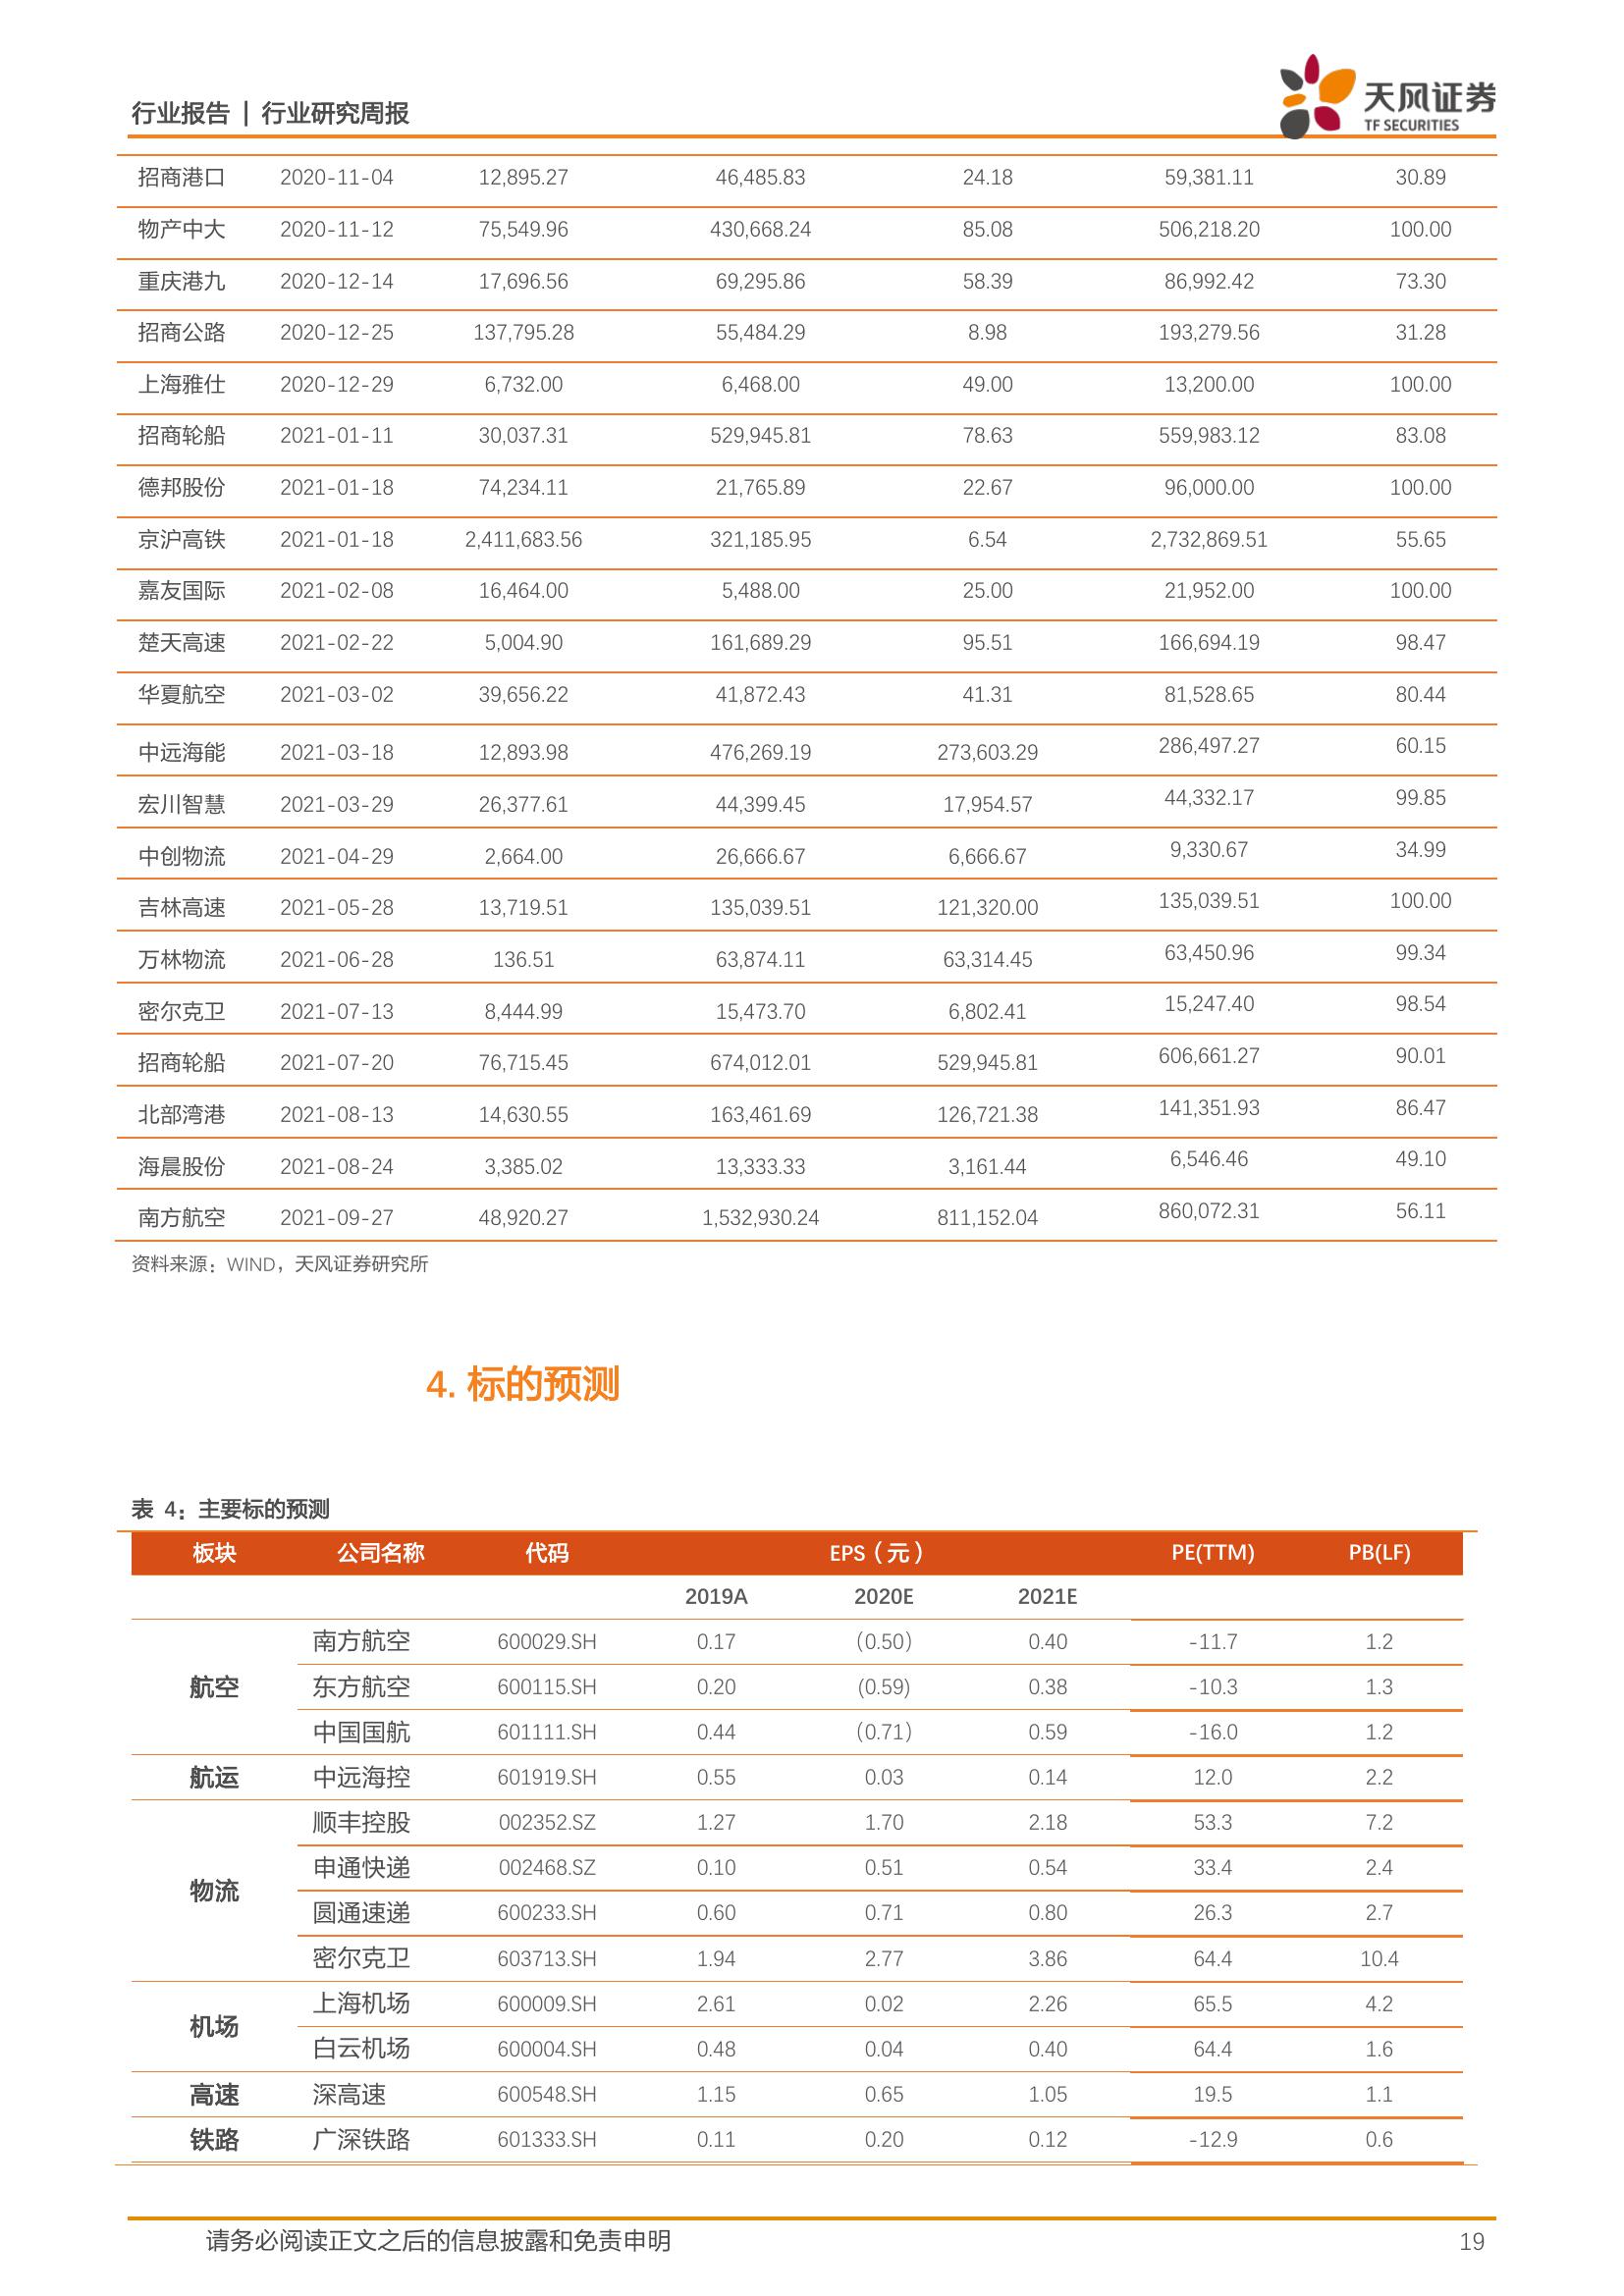 行业报告 | 行业研究周报
天风证券
TF SECURITIES
招商港口 2020-11-04 12,895.27 46,485.83 24.18 59,381.11 30.89
物产中大 2020-11-12 75,549.96 430,668.24 85.08 506,218.20 100.00
重庆港九 2020-12-14 17,696.56 69,295.86 58.39 86,992.42 73.30
招商公路 2020-12-25 137,795.28 55,484.29 8.98 193,279.56 31.28
上海雅仕 2020-12-29 6,732.00 6,468.00 49.00 13,200.00 100.00
招商轮船 2021-01-11 30,037.31 529,945.81 78.63 559,983.12 83.08
德邦股份 2021-01-18 74,234.11 21,765.89 22.67 96,000.00 100.00
京沪高铁 2021-01-18 2,411,683.56 321,185.95 6.54 2,732,869.51 55.65
嘉友国际 2021-02-08 16,464.00 5,488.00 25.00 21,952.00 100.00
楚天高速 2021-02-22 5,004.90 161,689.29 95.51 166,694.19 98.47
华夏航空 2021-03-02 39,656.22 41,872.43 41.31 81,528.65 80.44
中远海能 2021-03-18 12,893.98 476,269.19 273,603.29 286,497.27 60.15
宏川智慧 2021-03-29 26,377.61 44,399.45 17,954.57 44,332.17 99.85
中创物流 2021-04-29 2,664.00 26,666.67 6,666.67 9,330.67 34.99
吉林高速 2021-05-28 13,719.51 135,039.51 121,320.00 135,039.51 100.00
万林物流 2021-06-28 136.51 63,874.11 63,314.45 63,450.96 99.34
密尔克卫 2021-07-13 8,444.99 15,473.70 6,802.41 15,247.40 98.54
招商轮船 2021-07-20 76,715.45 674,012.01 529,945.81 606,661.27 90.01
北部湾港 2021-08-13 14,630.55 163,461.69 126,721.38 141,351.93 86.47
海晨股份 2021-08-24 3,385.02 13,333.33 3,161.44 6,546.46 49.10
南方航空 2021-09-27 48,920.27 1,532,930.24 811,152.04 860,072.31 56.11
资料来源：WIND，天风证券研究所
4. 标的预测
表 4：主要标的预测
板块 公司名称 代码 EPS（元） PE(TTM) PB(LF)
2019A 2020E 2021E
航空 南方航空 600029.SH 0.17 （0.50） 0.40 -11.7 1.2
东方航空 600115.SH 0.20 (0.59) 0.38 -10.3 1.3
中国国航 601111.SH 0.44 （0.71） 0.59 -16.0 1.2
航运 中远海控 601919.SH 0.55 0.03 0.14 12.0 2.2
物流 顺丰控股 002352.SZ 1.27 1.70 2.18 53.3 7.2
申通快递 002468.SZ 0.10 0.51 0.54 33.4 2.4
圆通速递 600233.SH 0.60 0.71 0.80 26.3 2.7
密尔克卫 603713.SH 1.94 2.77 3.86 64.4 10.4
机场 上海机场 600009.SH 2.61 0.02 2.26 65.5 4.2
白云机场 600004.SH 0.48 0.04 0.40 64.4 1.6
高速 深高速 600548.SH 1.15 0.65 1.05 19.5 1.1
铁路 广深铁路 601333.SH 0.11 0.20 0.12 -12.9 0.6
请务必阅读正文之后的信息披露和免责申明 19